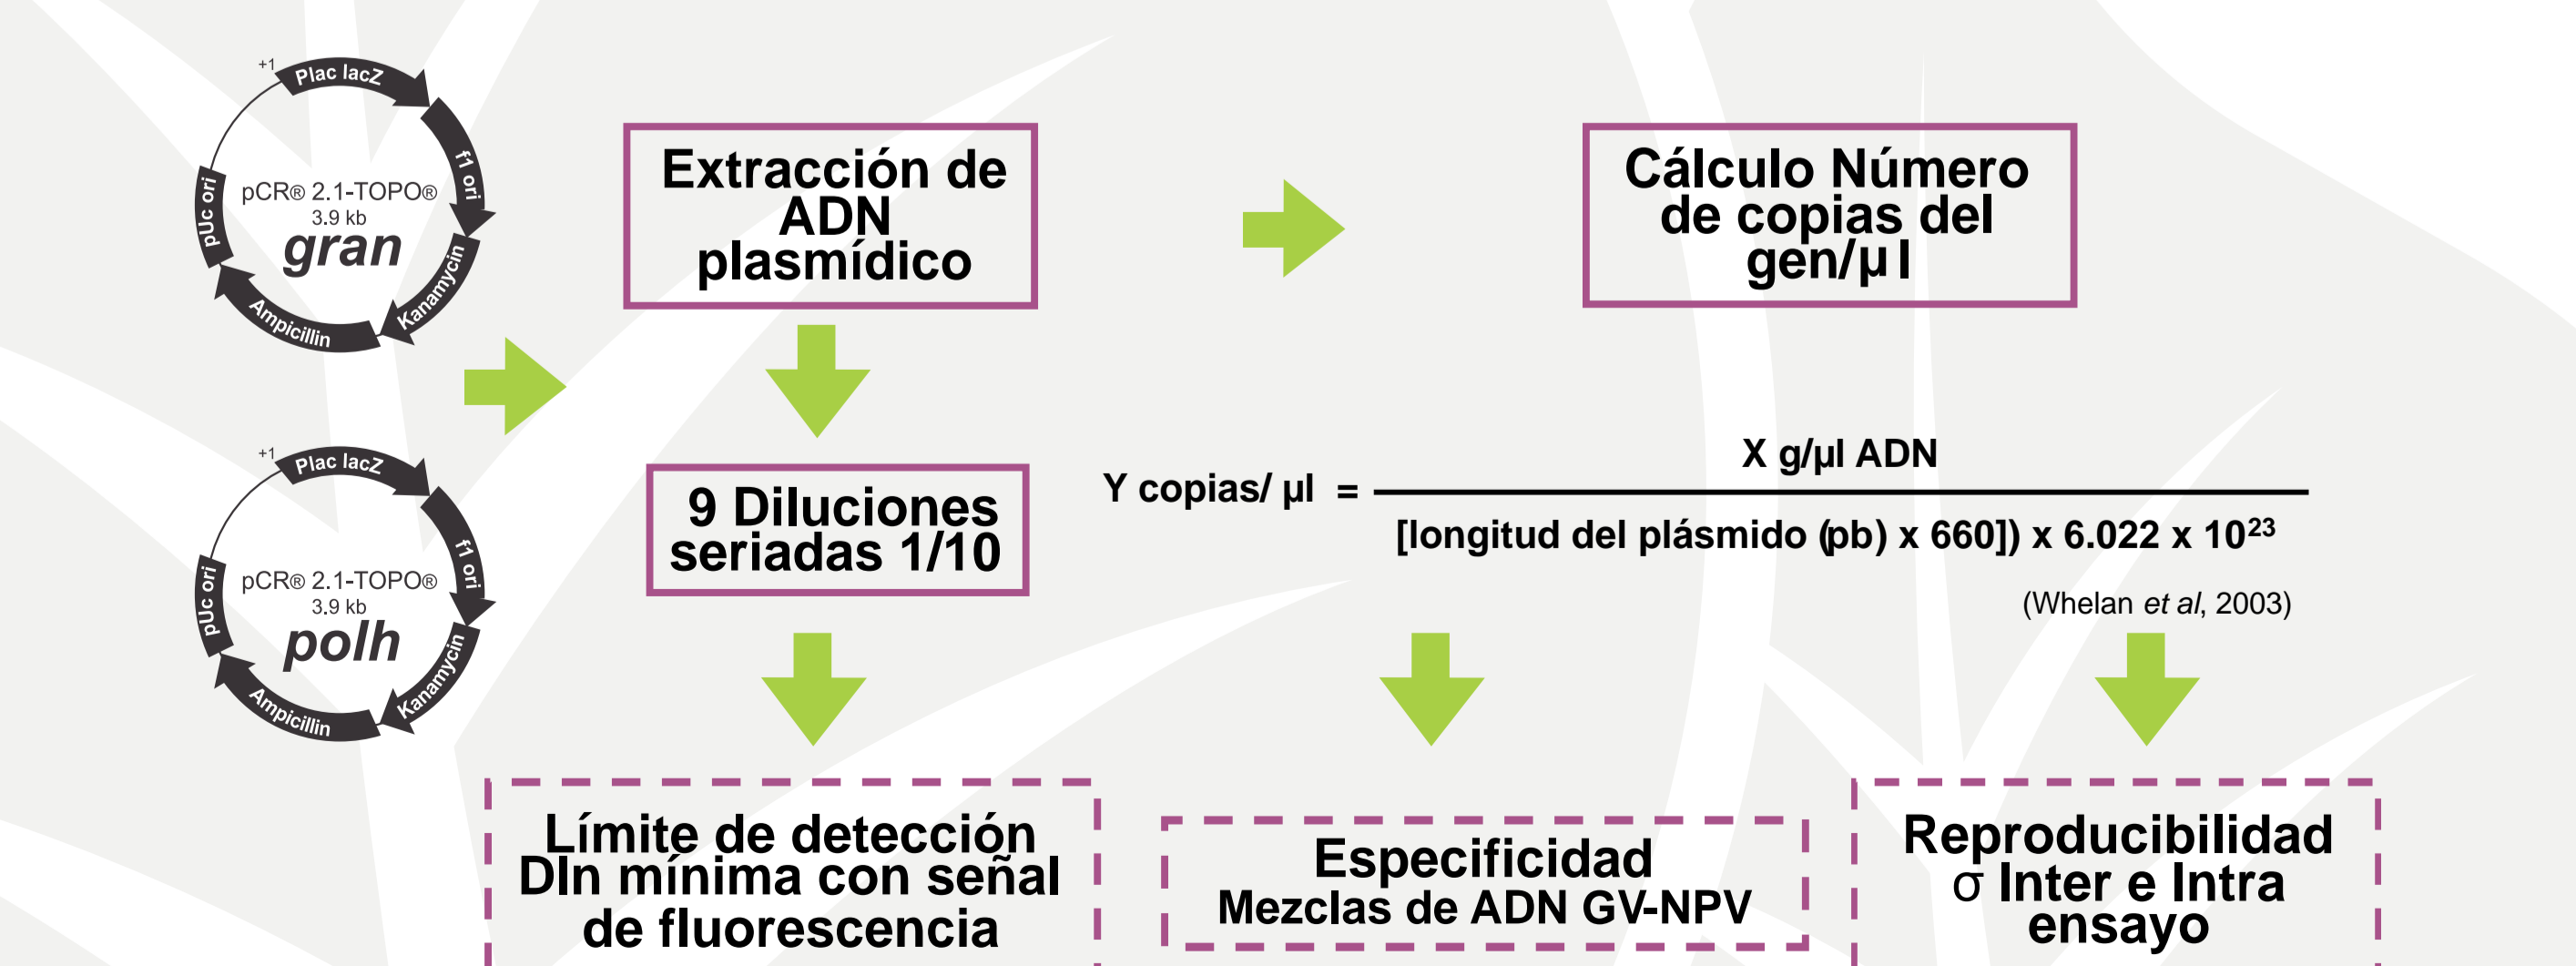 +1
Plac lacZ
f1 ori
Kanamycin
Ampicillin
pUc ori
pCR® 2.1-TOPO®
3.9 kb
gran
+1
Plac lacZ
f1 ori
Kanamycin
Ampicillin
pUc ori
pCR® 2.1-TOPO®
3.9 kb
polh
Extracción de
ADN
plasmídico
Cálculo Número
de copias del
gen/µl
9 Diluciones
seriadas 1/10
X g/µl ADN
Y copias/ µl =
[longitud del plásmido (pb) x 660]) x 6.022 x 10²³
(Whelan et al, 2003)
Límite de detección
Dln mínima con señal
de fluorescencia
Especificidad
Mezclas de ADN GV-NPV
Reproducibilidad
σ Inter e Intra
ensayo